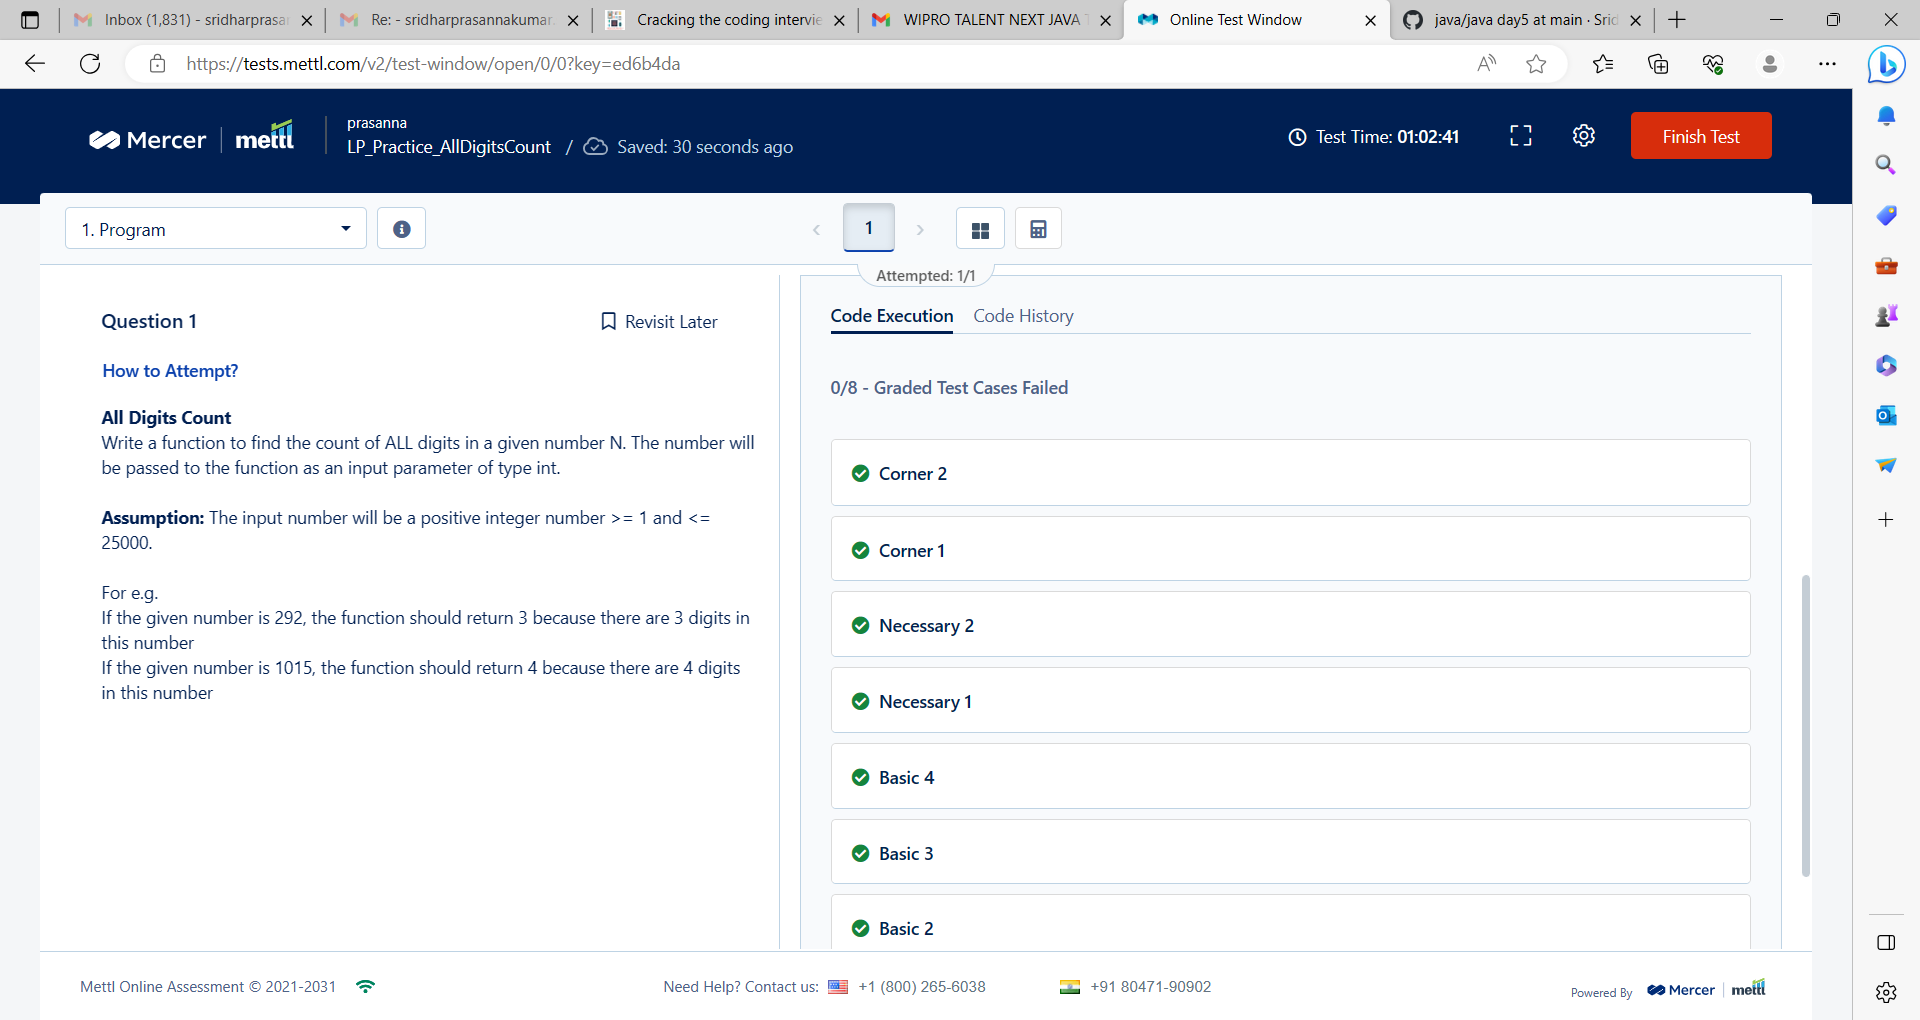 Inbox (1,831) - sridharprasan
Re: - sridharprasannakumar.
Cracking the coding intervie
WIPRO TALENT NEXT JAVA T
Online Test Window
java/java day5 at main · Srid
https://tests.mettl.com/v2/test-window/open/0/0?key=ed6b4da
Mercer | mettl
prasanna
LP_Practice_AllDigitsCount / Saved: 30 seconds ago
Test Time: 01:02:41
Finish Test
1. Program
1
Attempted: 1/1
Question 1
Revisit Later
How to Attempt?
All Digits Count
Write a function to find the count of ALL digits in a given number N. The number will
be passed to the function as an input parameter of type int.
Assumption: The input number will be a positive integer number >= 1 and <=
25000.
For e.g.
If the given number is 292, the function should return 3 because there are 3 digits in
this number
If the given number is 1015, the function should return 4 because there are 4 digits
in this number
Code Execution
Code History
0/8 - Graded Test Cases Failed
Corner 2
Corner 1
Necessary 2
Necessary 1
Basic 4
Basic 3
Basic 2
Mettl Online Assessment © 2021-2031
Need Help? Contact us: +1 (800) 265-6038
+91 80471-90902
Powered By Mercer | mettl